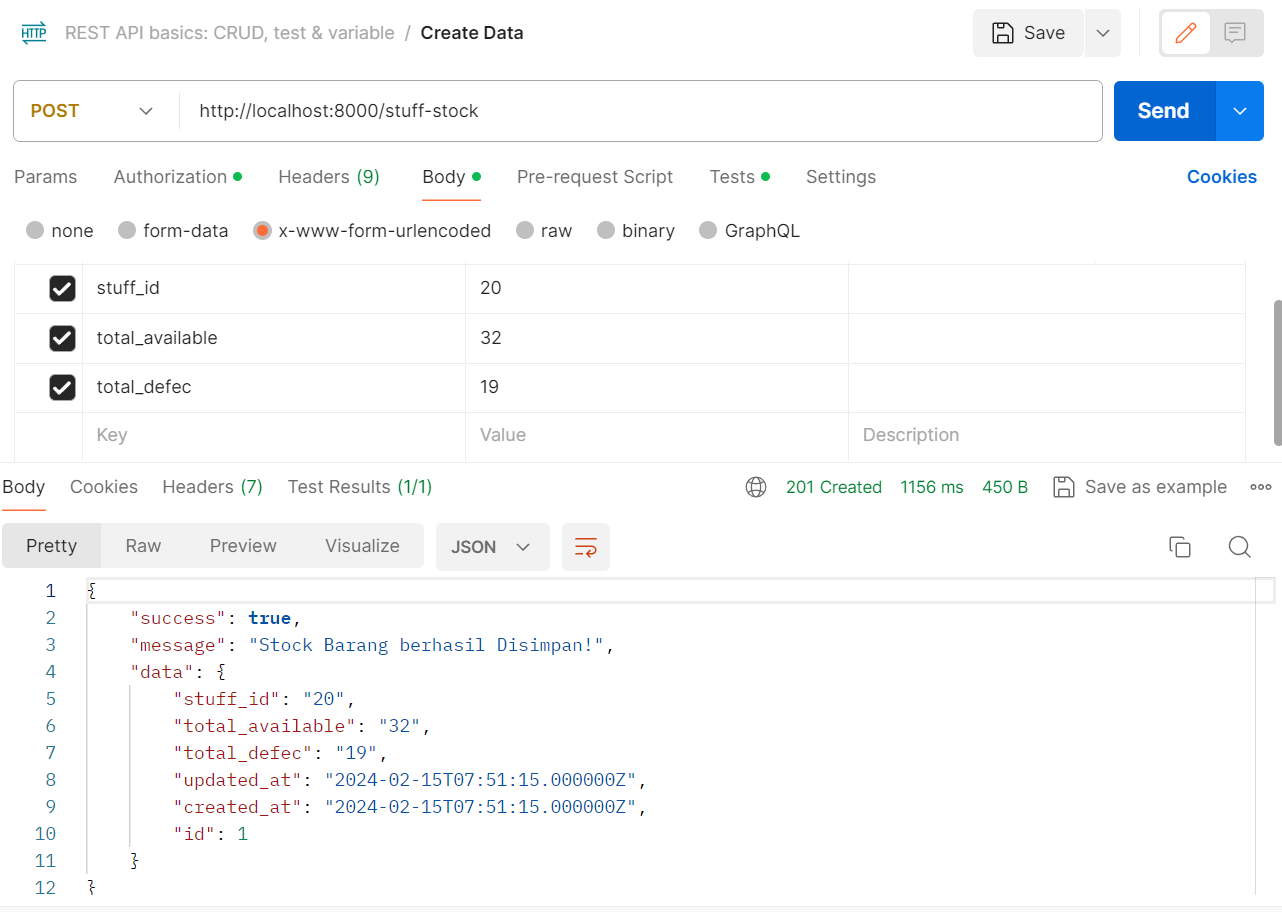 HTTP REST API basics: CRUD, test & variable / Create Data Save
POST http://localhost:8000/stuff-stock Send
Params Authorization Headers (9) Body Pre-request Script Tests Settings Cookies
none form-data x-www-form-urlencoded raw binary GraphQL
stuff_id 20
total_available 32
total_defec 19
Key Value Description
Body Cookies Headers (7) Test Results (1/1) 201 Created 1156 ms 450 B Save as example
Pretty Raw Preview Visualize JSON
1 {
2 "success": true,
3 "message": "Stock Barang berhasil Disimpan!",
4 "data": {
5 "stuff_id": "20",
6 "total_available": "32",
7 "total_defec": "19",
8 "updated_at": "2024-02-15T07:51:15.000000Z",
9 "created_at": "2024-02-15T07:51:15.000000Z",
10 "id": 1
11 }
12 }